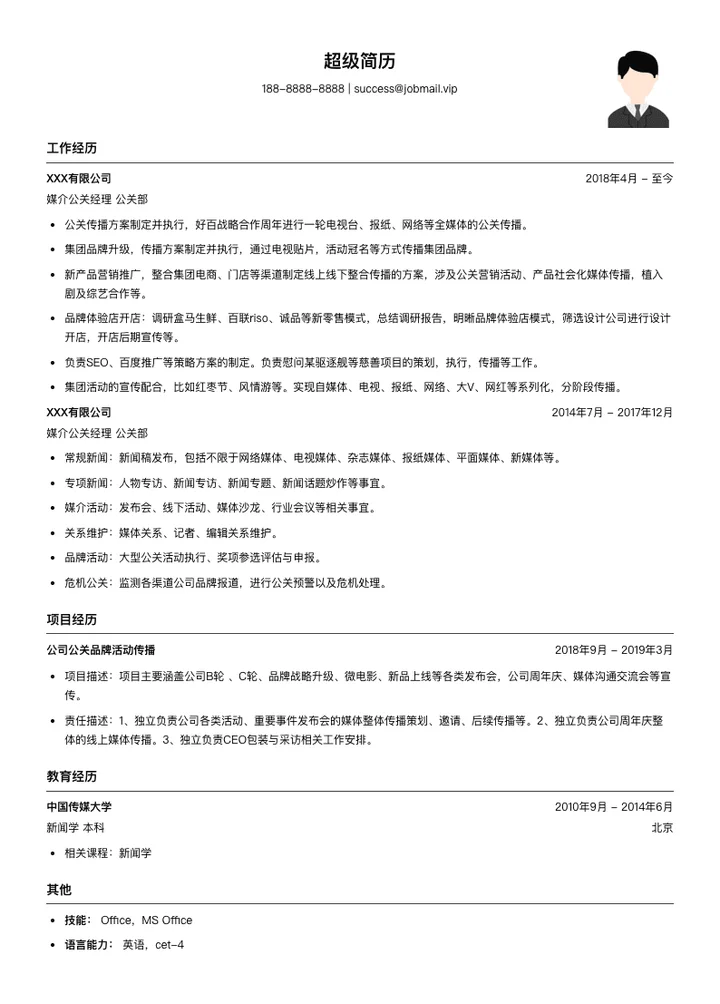 超级简历
188-8888-8888 | success@jobmail.vip
工作经历
XXX有限公司 2018年4月 - 至今
媒介公关经理 公关部
• 公关传播方案制定并执行，好百战略合作周年进行一轮电视台、报纸、网络等全媒体的公关传播。
• 集团品牌升级，传播方案制定并执行，通过电视贴片，活动冠名等方式传播集团品牌。
• 新产品营销推广，整合集团电商、门店等渠道制定线上线下整合传播的方案，涉及公关营销活动、产品社会化媒体传播，植入
剧及综艺合作等。
• 品牌体验店开店：调研盒马生鲜、百联riso、诚品等新零售模式，总结调研报告，明晰品牌体验店模式，筛选设计公司进行设计
开店，开店后期宣传等。
• 负责SEO、百度推广等策略方案的制定。负责慰问某驱逐舰等慈善项目的策划，执行，传播等工作。
• 集团活动的宣传配合，比如红枣节、风情游等。实现自媒体、电视、报纸、网络、大V、网红等系列化，分阶段传播。
XXX有限公司 2014年7月 - 2017年12月
媒介公关经理 公关部
• 常规新闻：新闻稿发布，包括不限于网络媒体、电视媒体、杂志媒体、报纸媒体、平面媒体、新媒体等。
• 专项新闻：人物专访、新闻专访、新闻专题、新闻话题炒作等事宜。
• 媒介活动：发布会、线下活动、媒体沙龙、行业会议等相关事宜。
• 关系维护：媒体关系、记者、编辑关系维护。
• 品牌活动：大型公关活动执行、奖项参选评估与申报。
• 危机公关：监测各渠道公司品牌报道，进行公关预警以及危机处理。
项目经历
公司公关品牌活动传播 2018年9月 - 2019年3月
• 项目描述：项目主要涵盖公司B轮 、C轮、品牌战略升级、微电影、新品上线等各类发布会，公司周年庆、媒体沟通交流会等宣
传。
• 责任描述：1、独立负责公司各类活动、重要事件发布会的媒体整体传播策划、邀请、后续传播等。2、独立负责公司周年庆整
体的线上媒体传播。3、独立负责CEO包装与采访相关工作安排。
教育经历
中国传媒大学 2010年9月 - 2014年6月
新闻学 本科 北京
• 相关课程：新闻学
其他
• 技能： Office，MS Office
• 语言能力： 英语，cet-4